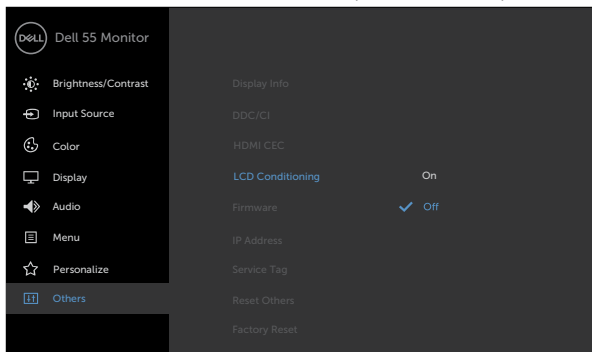 DELL Dell 55 Monitor
Brightness/Contrast
Input Source
Color
Display
Audio
Menu
Personalize
Others
Display Info
DDC/CI
HDMI CEC
LCD Conditioning On
Firmware Off
IP Address
Service Tag
Reset Others
Factory Reset